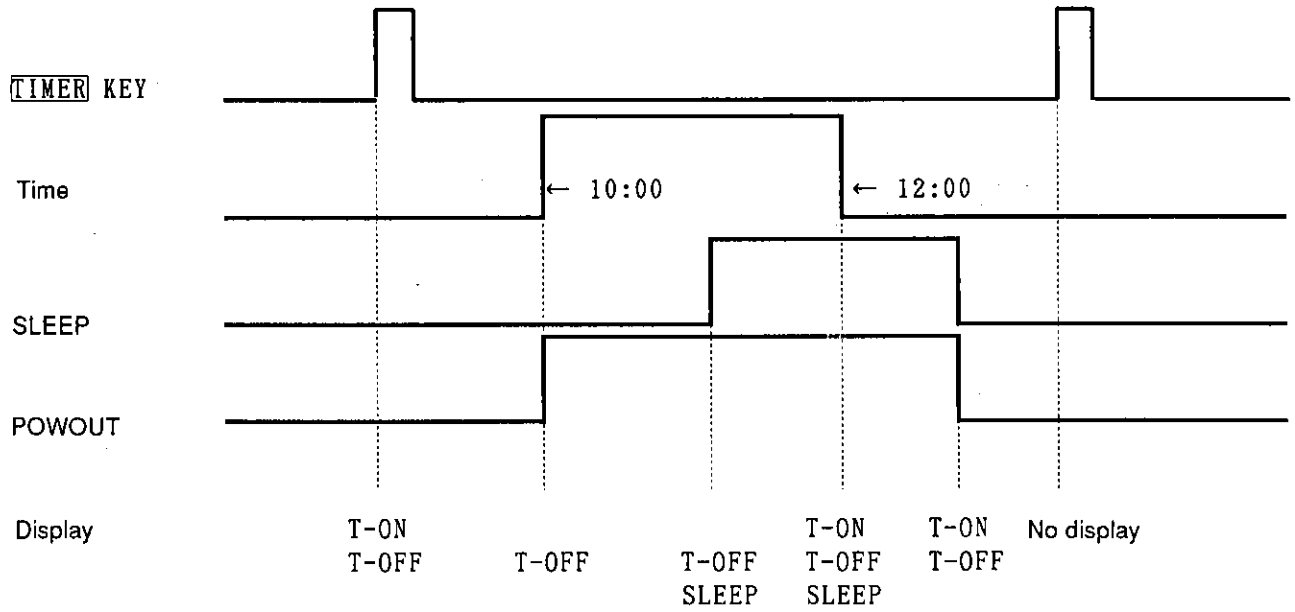 TIMER KEY
Time
← 10:00
← 12:00
SLEEP
POWOUT
Display
T-ON
T-OFF
T-OFF
T-OFF
SLEEP
T-ON
T-OFF
SLEEP
T-ON
T-OFF
No display